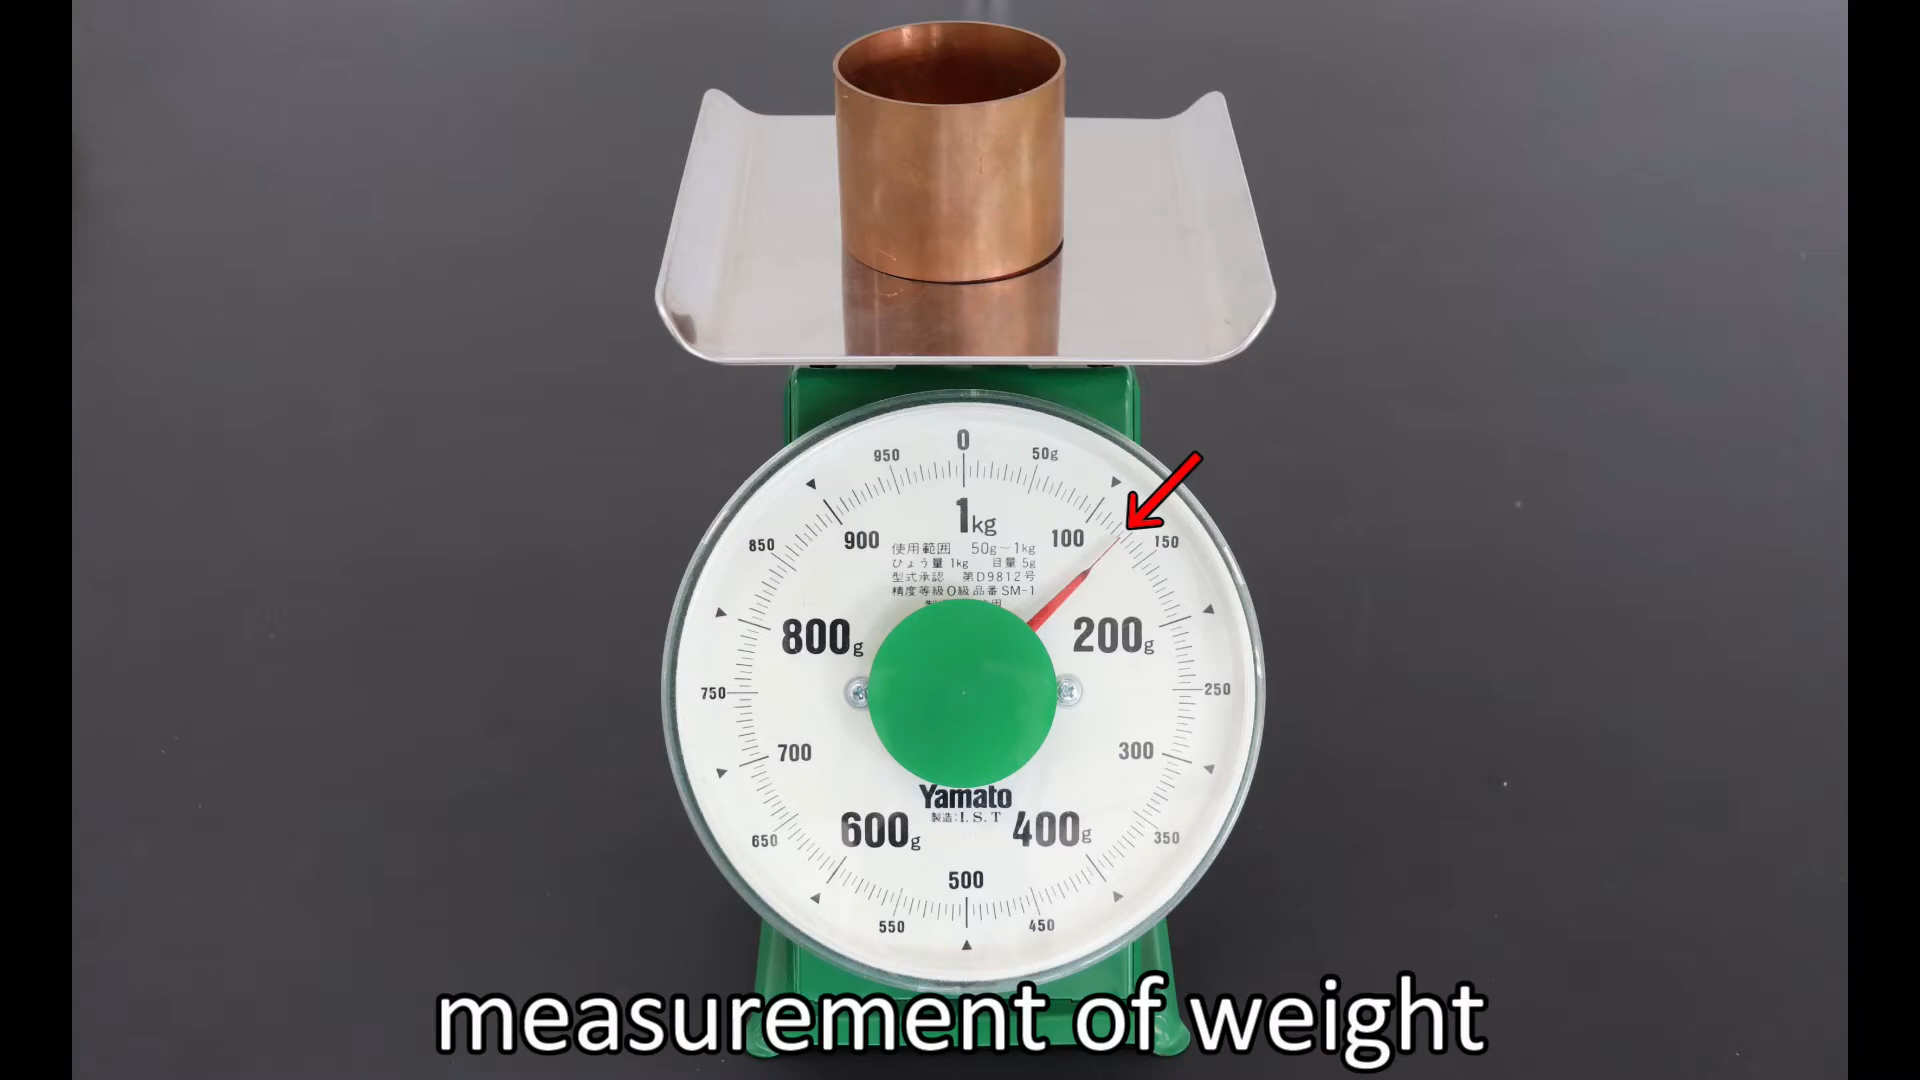 0
950
50g
1kg
900
100
850
150
使用範囲 50g~1kg
ひょう量 1kg 目量 5g
型式承認 第D9812号
精度等級O級 品番 SM-1
800g
200g
750
250
700
300
Yamato
製造:I.S.T
600g
400g
650
350
500
550
450
measurement of weight